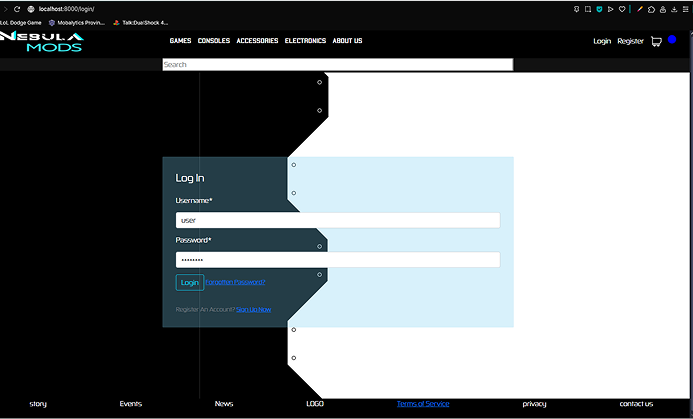 localhost:8000/login/
LoL Dodge Game Mobalytics Provin... Talk:DualShock 4...
NEBULA
MODS
GAMES CONSOLES ACCESSORIES ELECTRONICS ABOUT US
Login Register
Search
Log In
Username*
user
Password*
••••••••
Login Forgotten Password?
Register An Account? Sign Up Now
story Events News LOGO Terms of Service privacy contact us